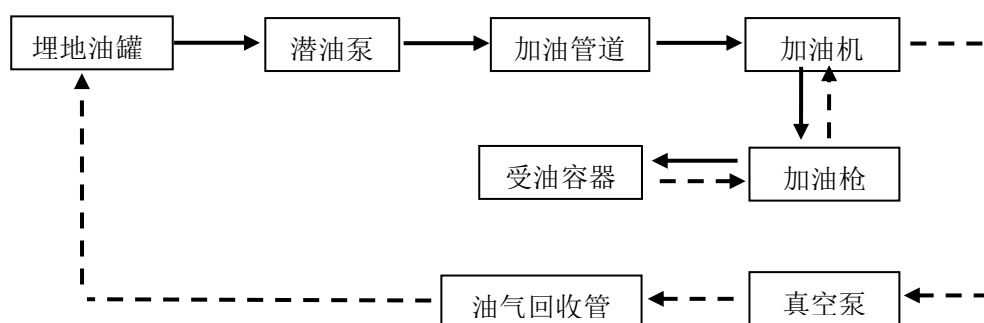 埋地油罐
潜油泵
加油管道
加油机
受油容器
加油枪
油气回收管
真空泵